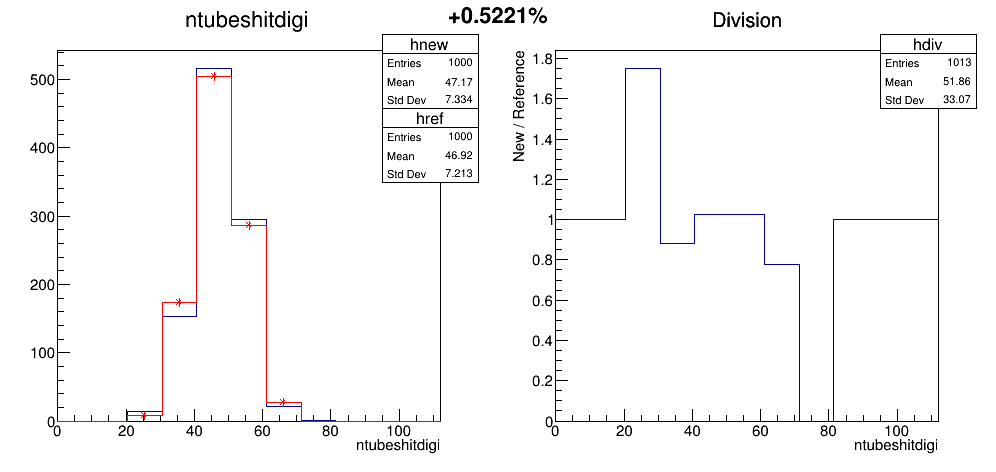 +0.5221%
ntubeshitdigi
hnew
Entries 1000
Mean 47.17
Std Dev 7.334
href
Entries 1000
Mean 46.92
Std Dev 7.213
500
400
300
200
100
0
0 20 40 60 80 100
ntubeshitdigi
Division
hdiv
Entries 1013
Mean 51.86
Std Dev 33.07
New / Reference
1.8
1.6
1.4
1.2
1
0.8
0.6
0.4
0.2
0
0 20 40 60 80 100
ntubeshitdigi